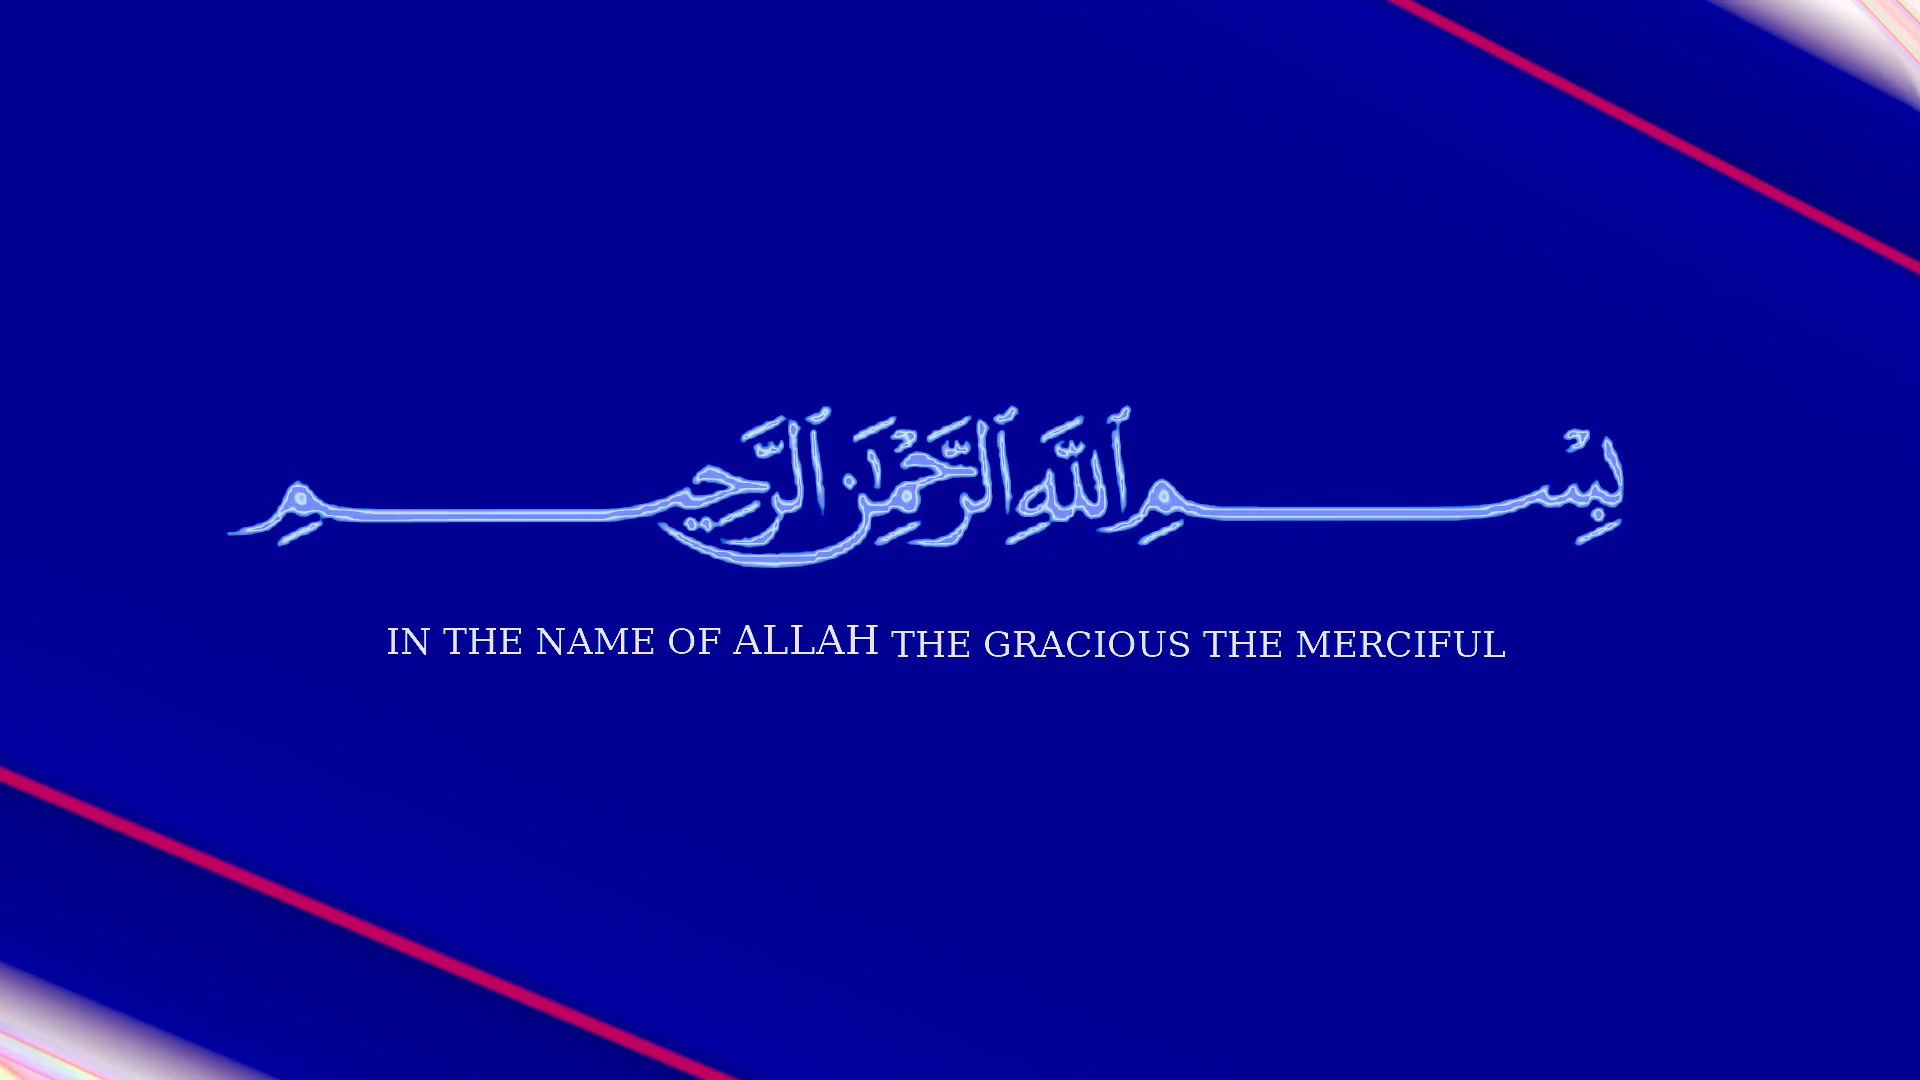 بِسْمِ ٱللَّهِ ٱلرَّحْمَٰنِ ٱلرَّحِيمِ
IN THE NAME OF ALLAH THE GRACIOUS THE MERCIFUL